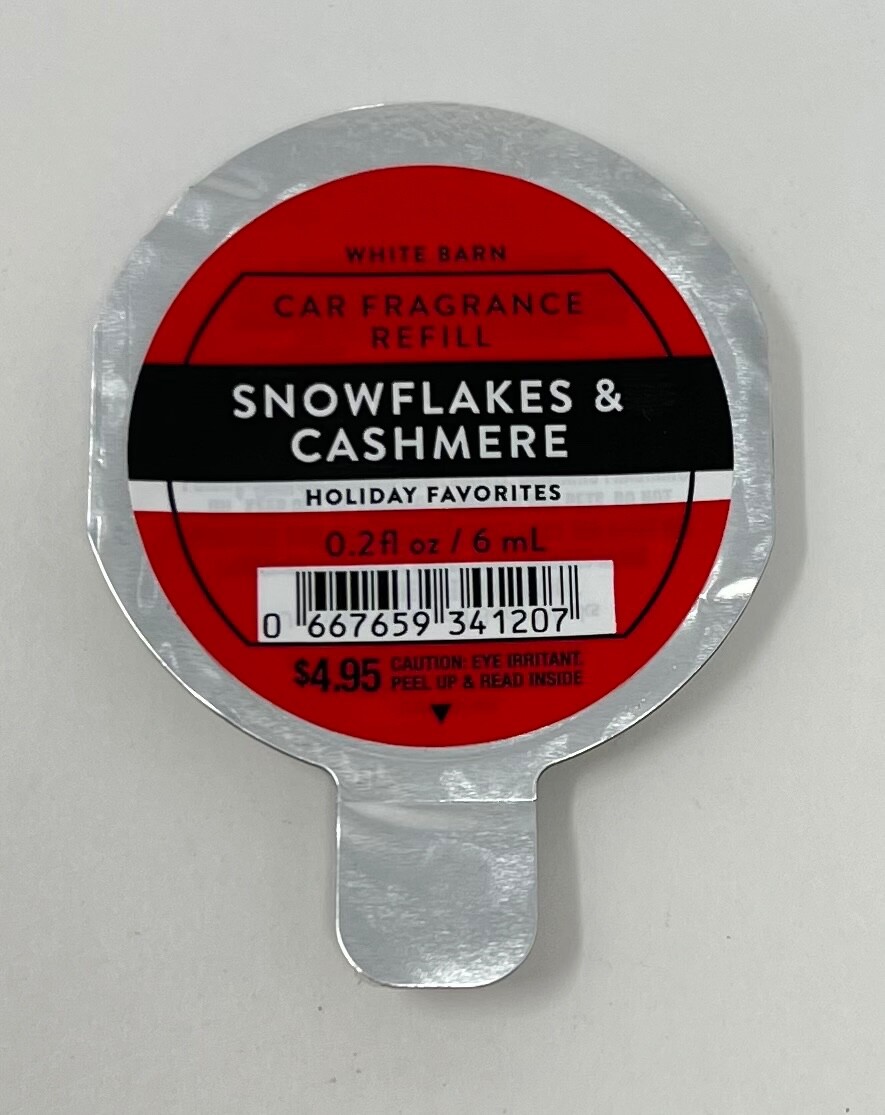 WHITE BARN
CAR FRAGRANCE
REFILL
SNOWFLAKES &
CASHMERE
HOLIDAY FAVORITES
0.2fl oz / 6 mL
0 667659 341207
$4.95 CAUTION: EYE IRRITANT.
PEEL UP & READ INSIDE